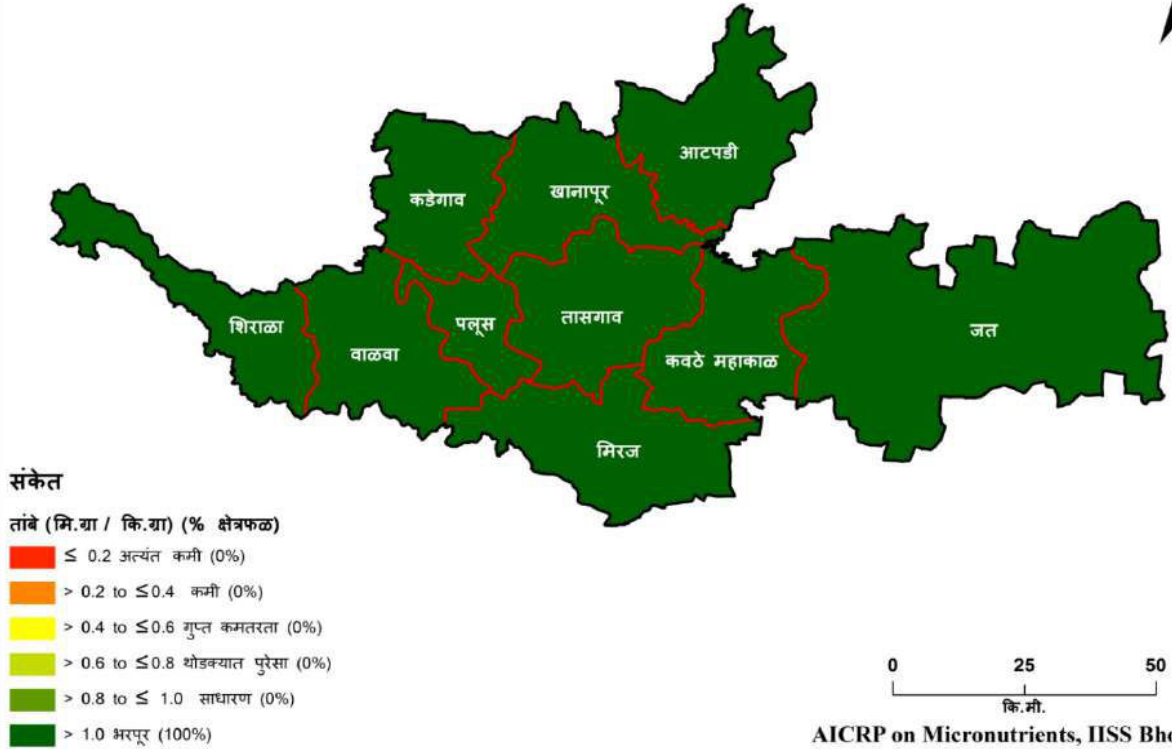 आटपडी
कडेगाव
खानापूर
शिराळा
वाळवा
पलूस
तासगाव
कवठे महाकाळ
जत
मिरज
संकेत
तांबे (मि.ग्रा / कि.ग्रा) (% क्षेत्रफळ)
≤ 0.2 अत्यंत कमी (0%)
> 0.2 to ≤0.4 कमी (0%)
> 0.4 to ≤0.6 गुप्त कमतरता (0%)
> 0.6 to ≤0.8 थोडक्यात पुरेसा (0%)
> 0.8 to ≤ 1.0 साधारण (0%)
> 1.0 भरपूर (100%)
0 25 50
कि.मी.
AICRP on Micronutrients, IISS